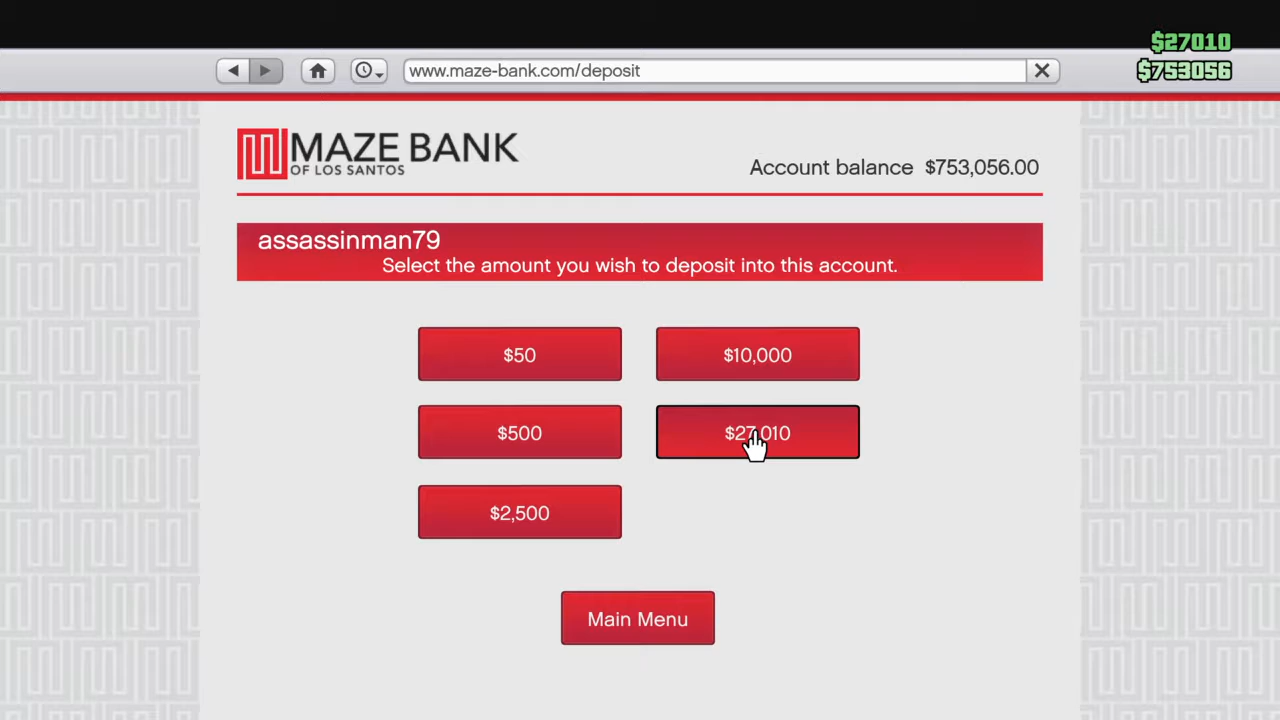 $27010
$753056
www.maze-bank.com/deposit
MAZE BANK
OF LOS SANTOS
Account balance $753,056.00
assassinman79
Select the amount you wish to deposit into this account.
$50
$10,000
$500
$27,010
$2,500
Main Menu